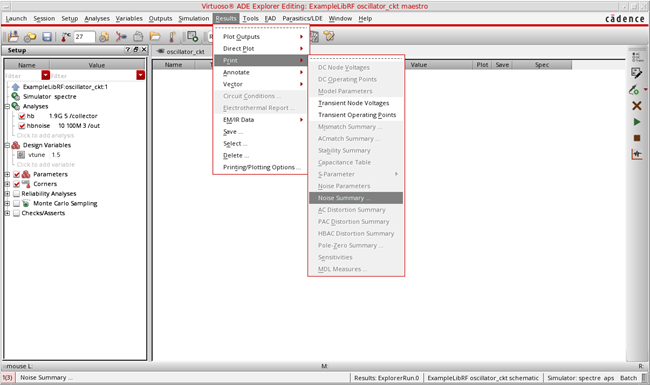 Virtuoso® ADE Explorer Editing: ExampleLibRF oscillator_ckt maestro
Launch Session Setup Analyses Variables Outputs Simulation Results Tools EAD Parasitics/LDE Window Help
cādence
27
Setup
oscillator_ckt
Name Value
Filter Filter
ExampleLibRF:oscillator_ckt:1
Simulator spectre
Analyses
hb 1.9G 5 /collector
hbnoise 10 100M 3 /out
Click to add analysis
Design Variables
vtune 1.5
Click to add variable
Parameters
Corners
Reliability Analyses
Monte Carlo Sampling
Checks/Asserts
Name Value Plot Save Spec
Plot Outputs
Direct Plot
Print
Annotate
Vector
Circuit Conditions ...
Electrothermal Report ...
EM/IR Data
Save ...
Select ...
Delete ...
Printing/Plotting Options ...
DC Node Voltages
DC Operating Points
Model Parameters
Transient Node Voltages
Transient Operating Points
Mismatch Summary ...
ACmatch Summary ...
Stability Summary
Capacitance Table
S-Parameter
Noise Parameters
Noise Summary ...
AC Distortion Summary
PAC Distortion Summary
HBAC Distortion Summary
Pole-Zero Summary ...
Sensitivities
MDL Measures ...
mouse L: M: R:
1(3) Noise Summary ... Results: ExplorerRun.0 ExampleLibRF oscillator_ckt schematic Simulator: spectre aps Batch